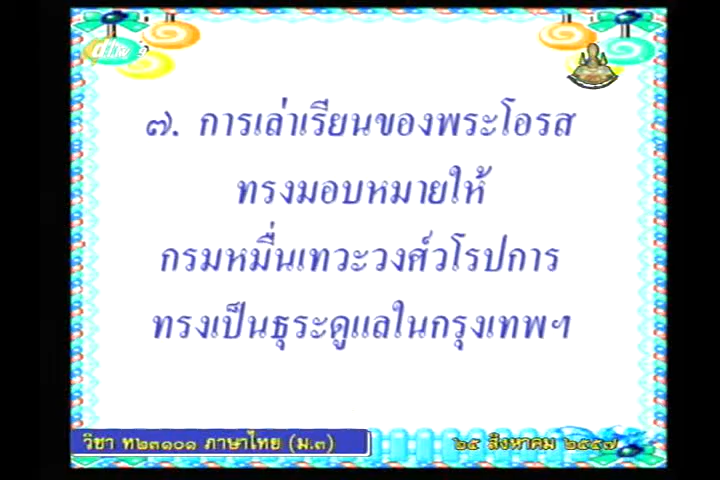 ๗. การเล่าเรียนของพระโอรส
ทรงมอบหมายให้
กรมหมื่นเทวะวงศ์วโรปการ
ทรงเป็นธุระดูแลในกรุงเทพฯ
วิชา ท๒๓๑๐๑ ภาษาไทย (ม.๓)
๒๕ สิงหาคม ๒๕๕๗